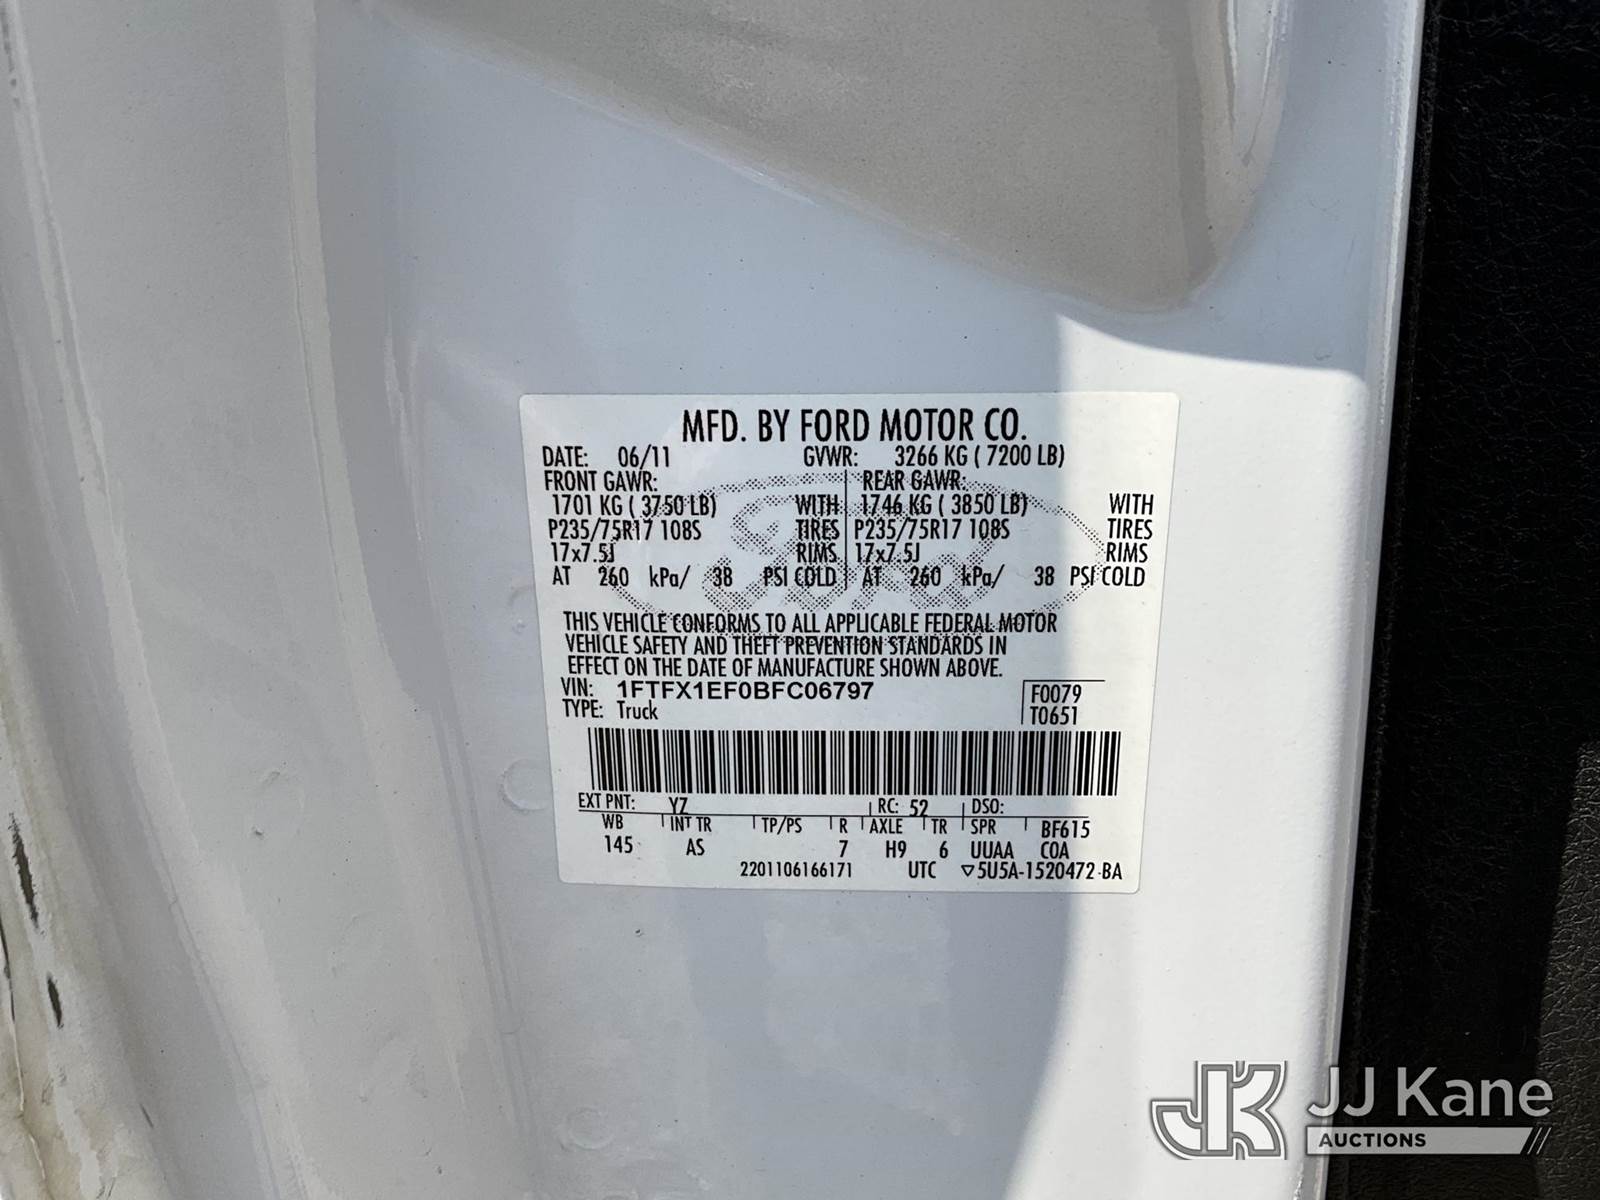 MFD. BY FORD MOTOR CO.
DATE: 06/11 GVWR: 3266 KG ( 7200 LB)
FRONT GAWR: REAR GAWR:
1701 KG ( 3750 LB) WITH 1746 KG ( 3850 LB) WITH
P235/75R17 108S TIRES P235/75R17 108S TIRES
17x7.5J RIMS 17x7.5J RIMS
AT 260 kPa/ 38 PSI COLD AT 260 kPa/ 38 PSI COLD
Ford
THIS VEHICLE CONFORMS TO ALL APPLICABLE FEDERAL MOTOR
VEHICLE SAFETY AND THEFT PREVENTION STANDARDS IN
EFFECT ON THE DATE OF MANUFACTURE SHOWN ABOVE.
VIN: 1FTFX1EF0BFC06797 F0079
TYPE: Truck T0651
EXT PNT: YZ RC: 52 DSO:
WB INT TR TP/PS R AXLE TR SPR BF615
145 AS 7 H9 6 UUAA COA
2201106166171 UTC ▽5U5A-1520472-BA
JK JJ Kane
AUCTIONS